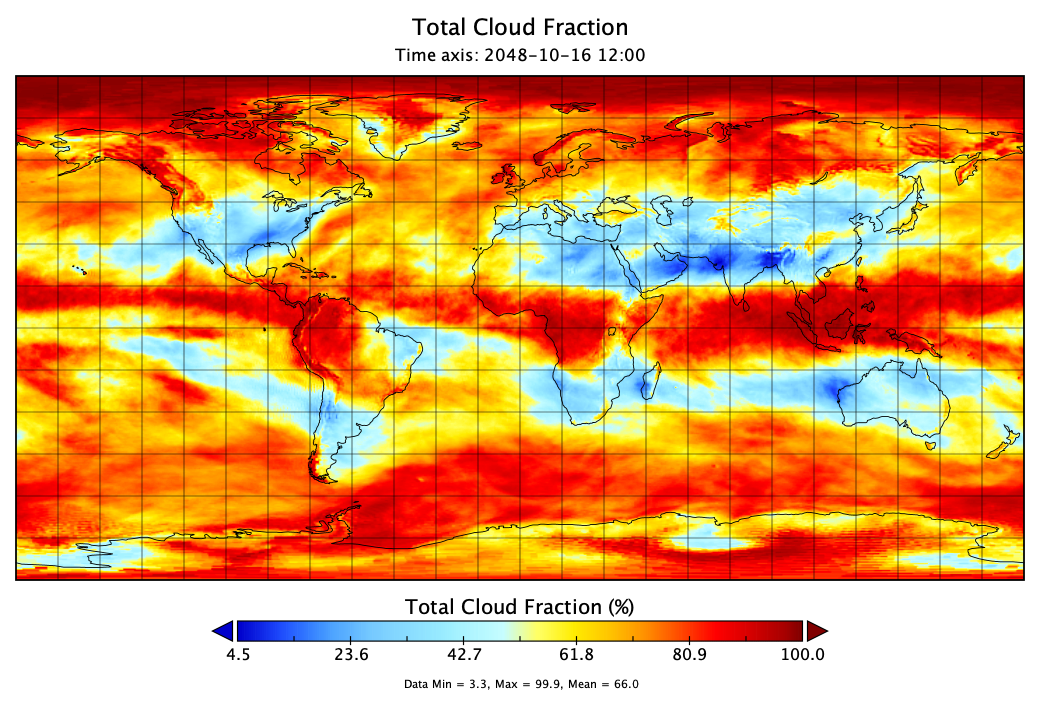 Total Cloud Fraction
Time axis: 2048-10-16 12:00
Total Cloud Fraction (%)
4.5 23.6 42.7 61.8 80.9 100.0
Data Min = 3.3, Max = 99.9, Mean = 66.0